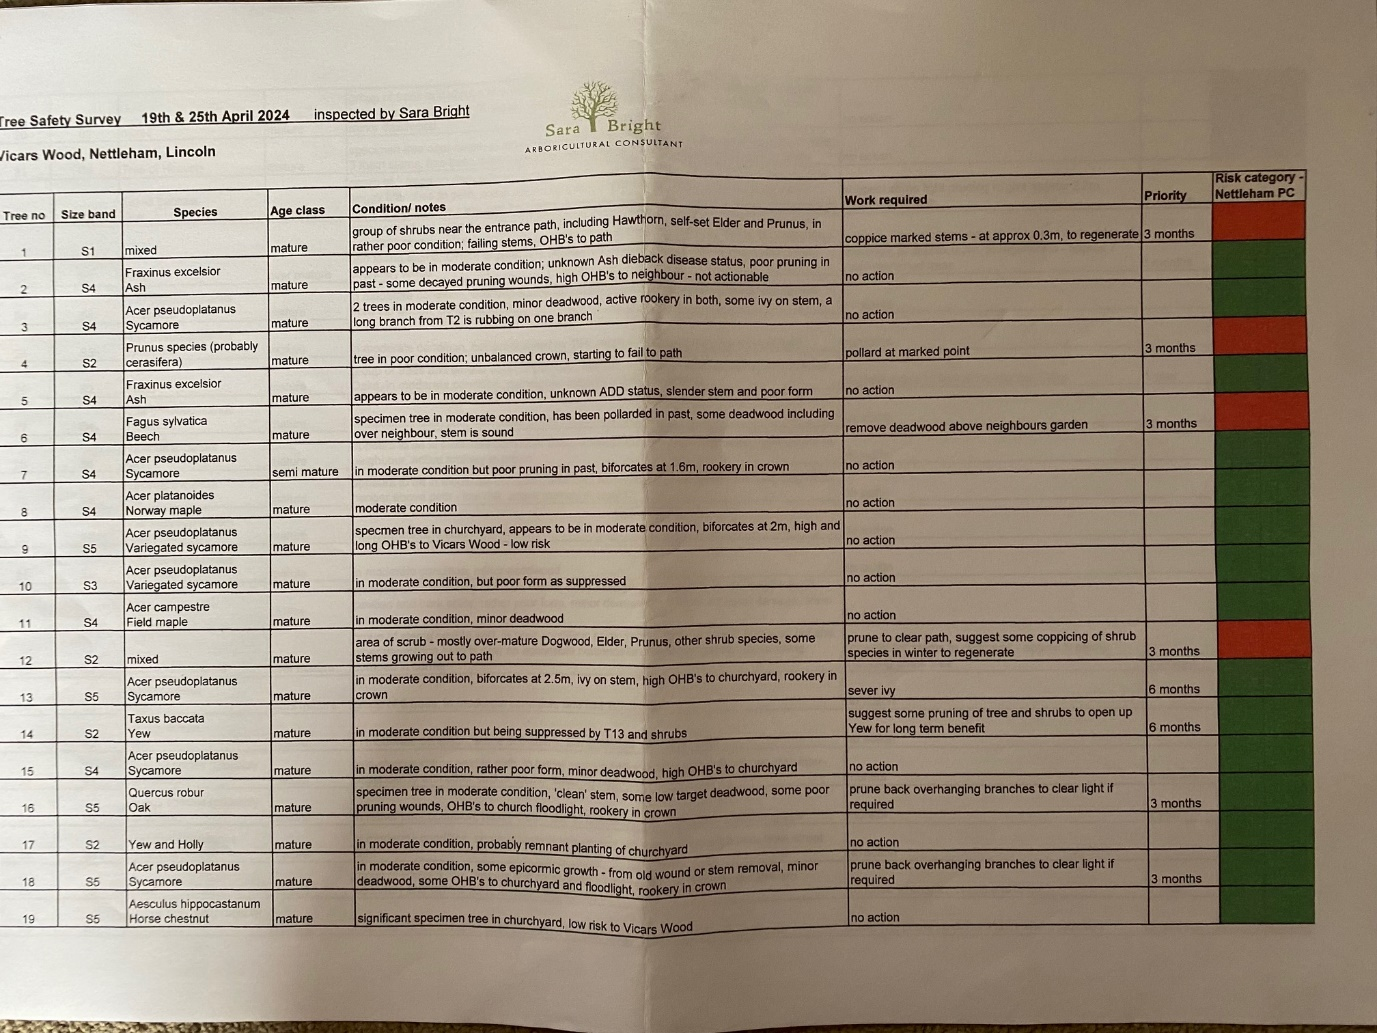 Tree Safety Survey 19th & 25th April 2024 inspected by Sara Bright
Sara Bright
ARBORICULTURAL CONSULTANT
Vicars Wood, Nettleham, Lincoln
Tree no Size band Species Age class Condition/ notes Work required Priority Risk category -
Nettleham PC
group of shrubs near the entrance path, including Hawthorn, self-set Elder and Prunus, in
1 S1 mixed mature rather poor condition; failing stems, OHB's to path coppice marked stems - at approx 0.3m, to regenerate 3 months
Fraxinus excelsior appears to be in moderate condition; unknown Ash dieback disease status, poor pruning in
2 S4 Ash mature past - some decayed pruning wounds, high OHB's to neighbour - not actionable no action
Acer pseudoplatanus 2 trees in moderate condition, minor deadwood, active rookery in both, some ivy on stem, a
3 S4 Sycamore mature long branch from T2 is rubbing on one branch no action
Prunus species (probably
4 S2 cerasifera) mature tree in poor condition; unbalanced crown, starting to fail to path pollard at marked point 3 months
Fraxinus excelsior
5 S4 Ash mature appears to be in moderate condition, unknown ADD status, slender stem and poor form no action
Fagus sylvatica specimen tree in moderate condition, has been pollarded in past, some deadwood including
6 S4 Beech mature over neighbour, stem is sound remove deadwood above neighbours garden 3 months
Acer pseudoplatanus
7 S4 Sycamore semi mature in moderate condition but poor pruning in past, biforcates at 1.6m, rookery in crown no action
Acer platanoides
8 S4 Norway maple mature moderate condition no action
Acer pseudoplatanus specmen tree in churchyard, appears to be in moderate condition, biforcates at 2m, high and
9 S5 Variegated sycamore mature long OHB's to Vicars Wood - low risk no action
Acer pseudoplatanus
10 S3 Variegated sycamore mature in moderate condition, but poor form as suppressed no action
Acer campestre
11 S4 Field maple mature in moderate condition, minor deadwood no action
area of scrub - mostly over-mature Dogwood, Elder, Prunus, other shrub species, some prune to clear path, suggest some coppicing of shrub
12 S2 mixed mature stems growing out to path species in winter to regenerate 3 months
Acer pseudoplatanus in moderate condition, biforcates at 2.5m, ivy on stem, high OHB's to churchyard, rookery in
13 S5 Sycamore mature crown sever ivy 6 months
Taxus baccata suggest some pruning of tree and shrubs to open up
14 S2 Yew mature in moderate condition but being suppressed by T13 and shrubs Yew for long term benefit 6 months
Acer pseudoplatanus
15 S4 Sycamore mature in moderate condition, rather poor form, minor deadwood, high OHB's to churchyard no action
Quercus robur specimen tree in moderate condition, 'clean' stem, some low target deadwood, some poor prune back overhanging branches to clear light if
16 S5 Oak mature pruning wounds, OHB's to church floodlight, rookery in crown required 3 months
17 S2 Yew and Holly mature in moderate condition, probably remnant planting of churchyard no action
Acer pseudoplatanus in moderate condition, some epicormic growth - from old wound or stem removal, minor prune back overhanging branches to clear light if
18 S5 Sycamore mature deadwood, some OHB's to churchyard and floodlight, rookery in crown required 3 months
Aesculus hippocastanum
19 S5 Horse chestnut mature significant specimen tree in churchyard, low risk to Vicars Wood no action